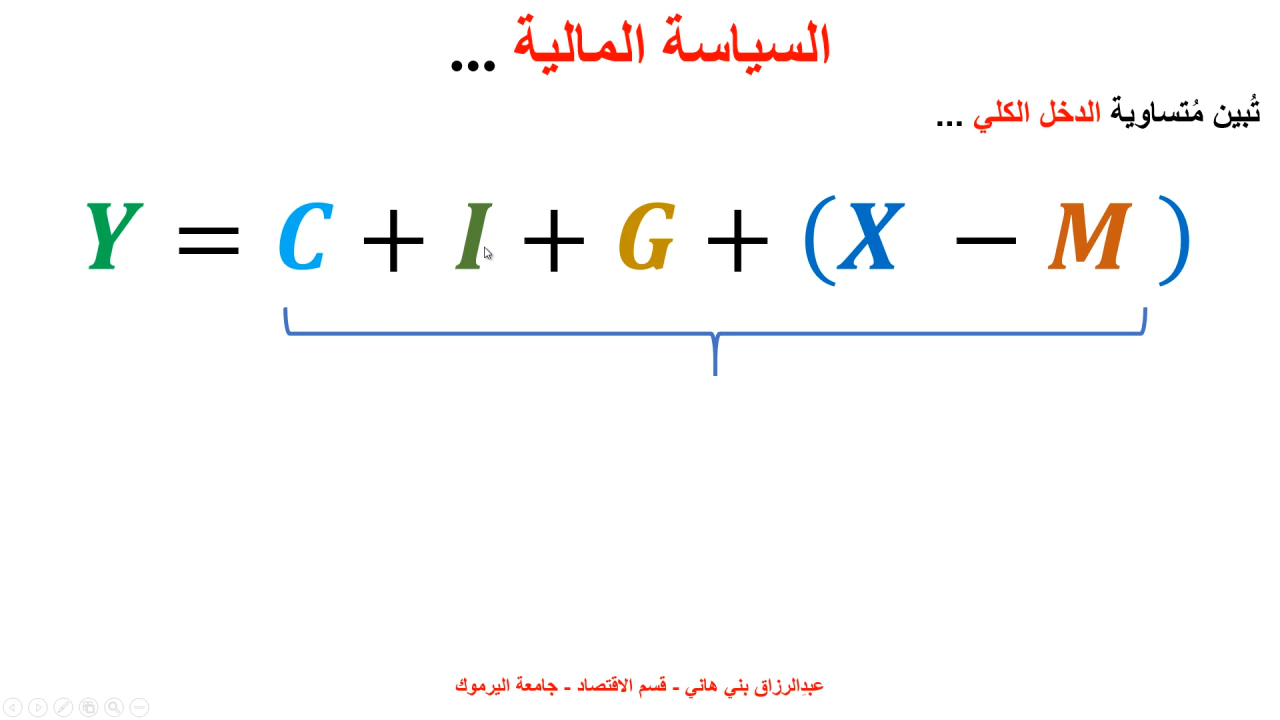 السياسة المالية ...
تُبين مُتساوية الدخل الكلي ...
Y = C + I + G + (X − M )
عبدالرزاق بني هاني - قسم الاقتصاد - جامعة اليرموك